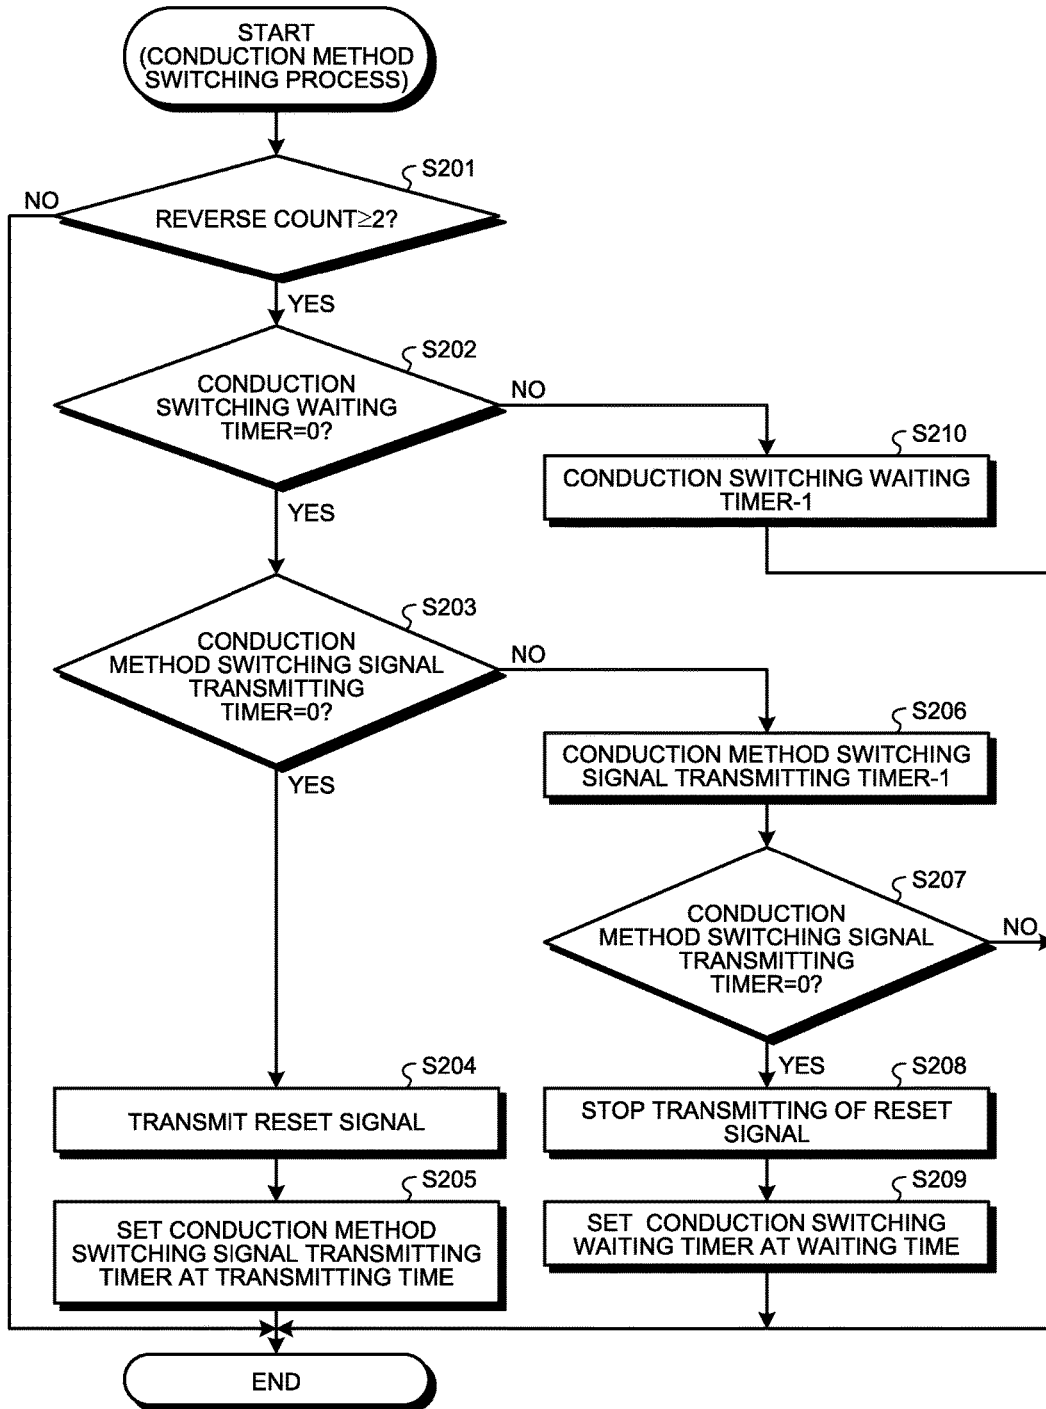 START
(CONDUCTION METHOD
SWITCHING PROCESS)
S201
NO
REVERSE COUNT≥2?
YES
S202
CONDUCTION
SWITCHING WAITING
TIMER=0?
NO
YES
S210
CONDUCTION SWITCHING WAITING
TIMER-1
S203
CONDUCTION
METHOD SWITCHING SIGNAL
TRANSMITTING
TIMER=0?
NO
YES
S206
CONDUCTION METHOD SWITCHING
SIGNAL TRANSMITTING TIMER-1
S207
CONDUCTION
METHOD SWITCHING SIGNAL
TRANSMITTING
TIMER=0?
NO
YES
S204
TRANSMIT RESET SIGNAL
S208
STOP TRANSMITTING OF RESET
SIGNAL
S205
SET CONDUCTION METHOD
SWITCHING SIGNAL TRANSMITTING
TIMER AT TRANSMITTING TIME
S209
SET CONDUCTION SWITCHING
WAITING TIMER AT WAITING TIME
END